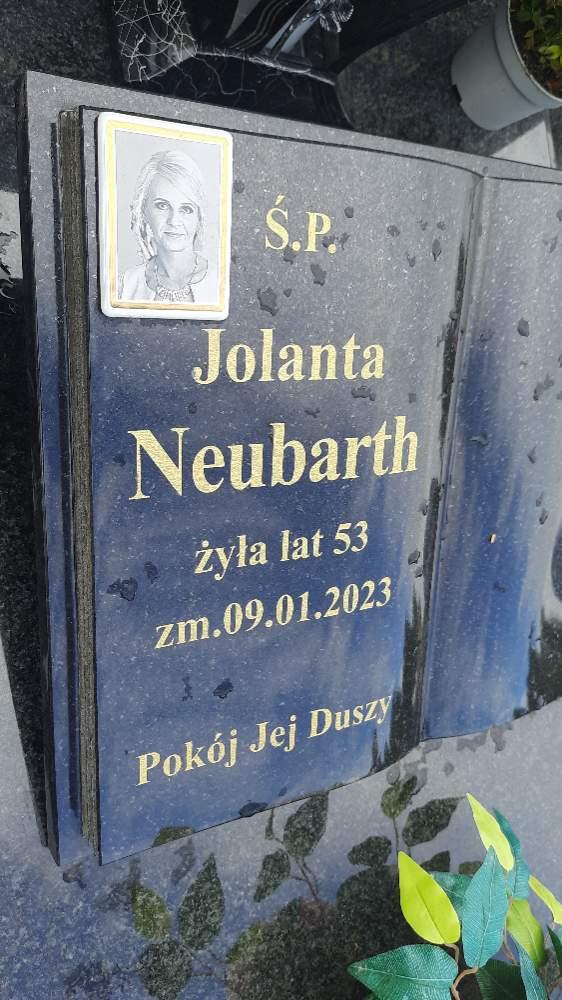 Ś.P.
Jolanta
Neubarth
żyła lat 53
zm.09.01.2023
Pokój Jej Duszy